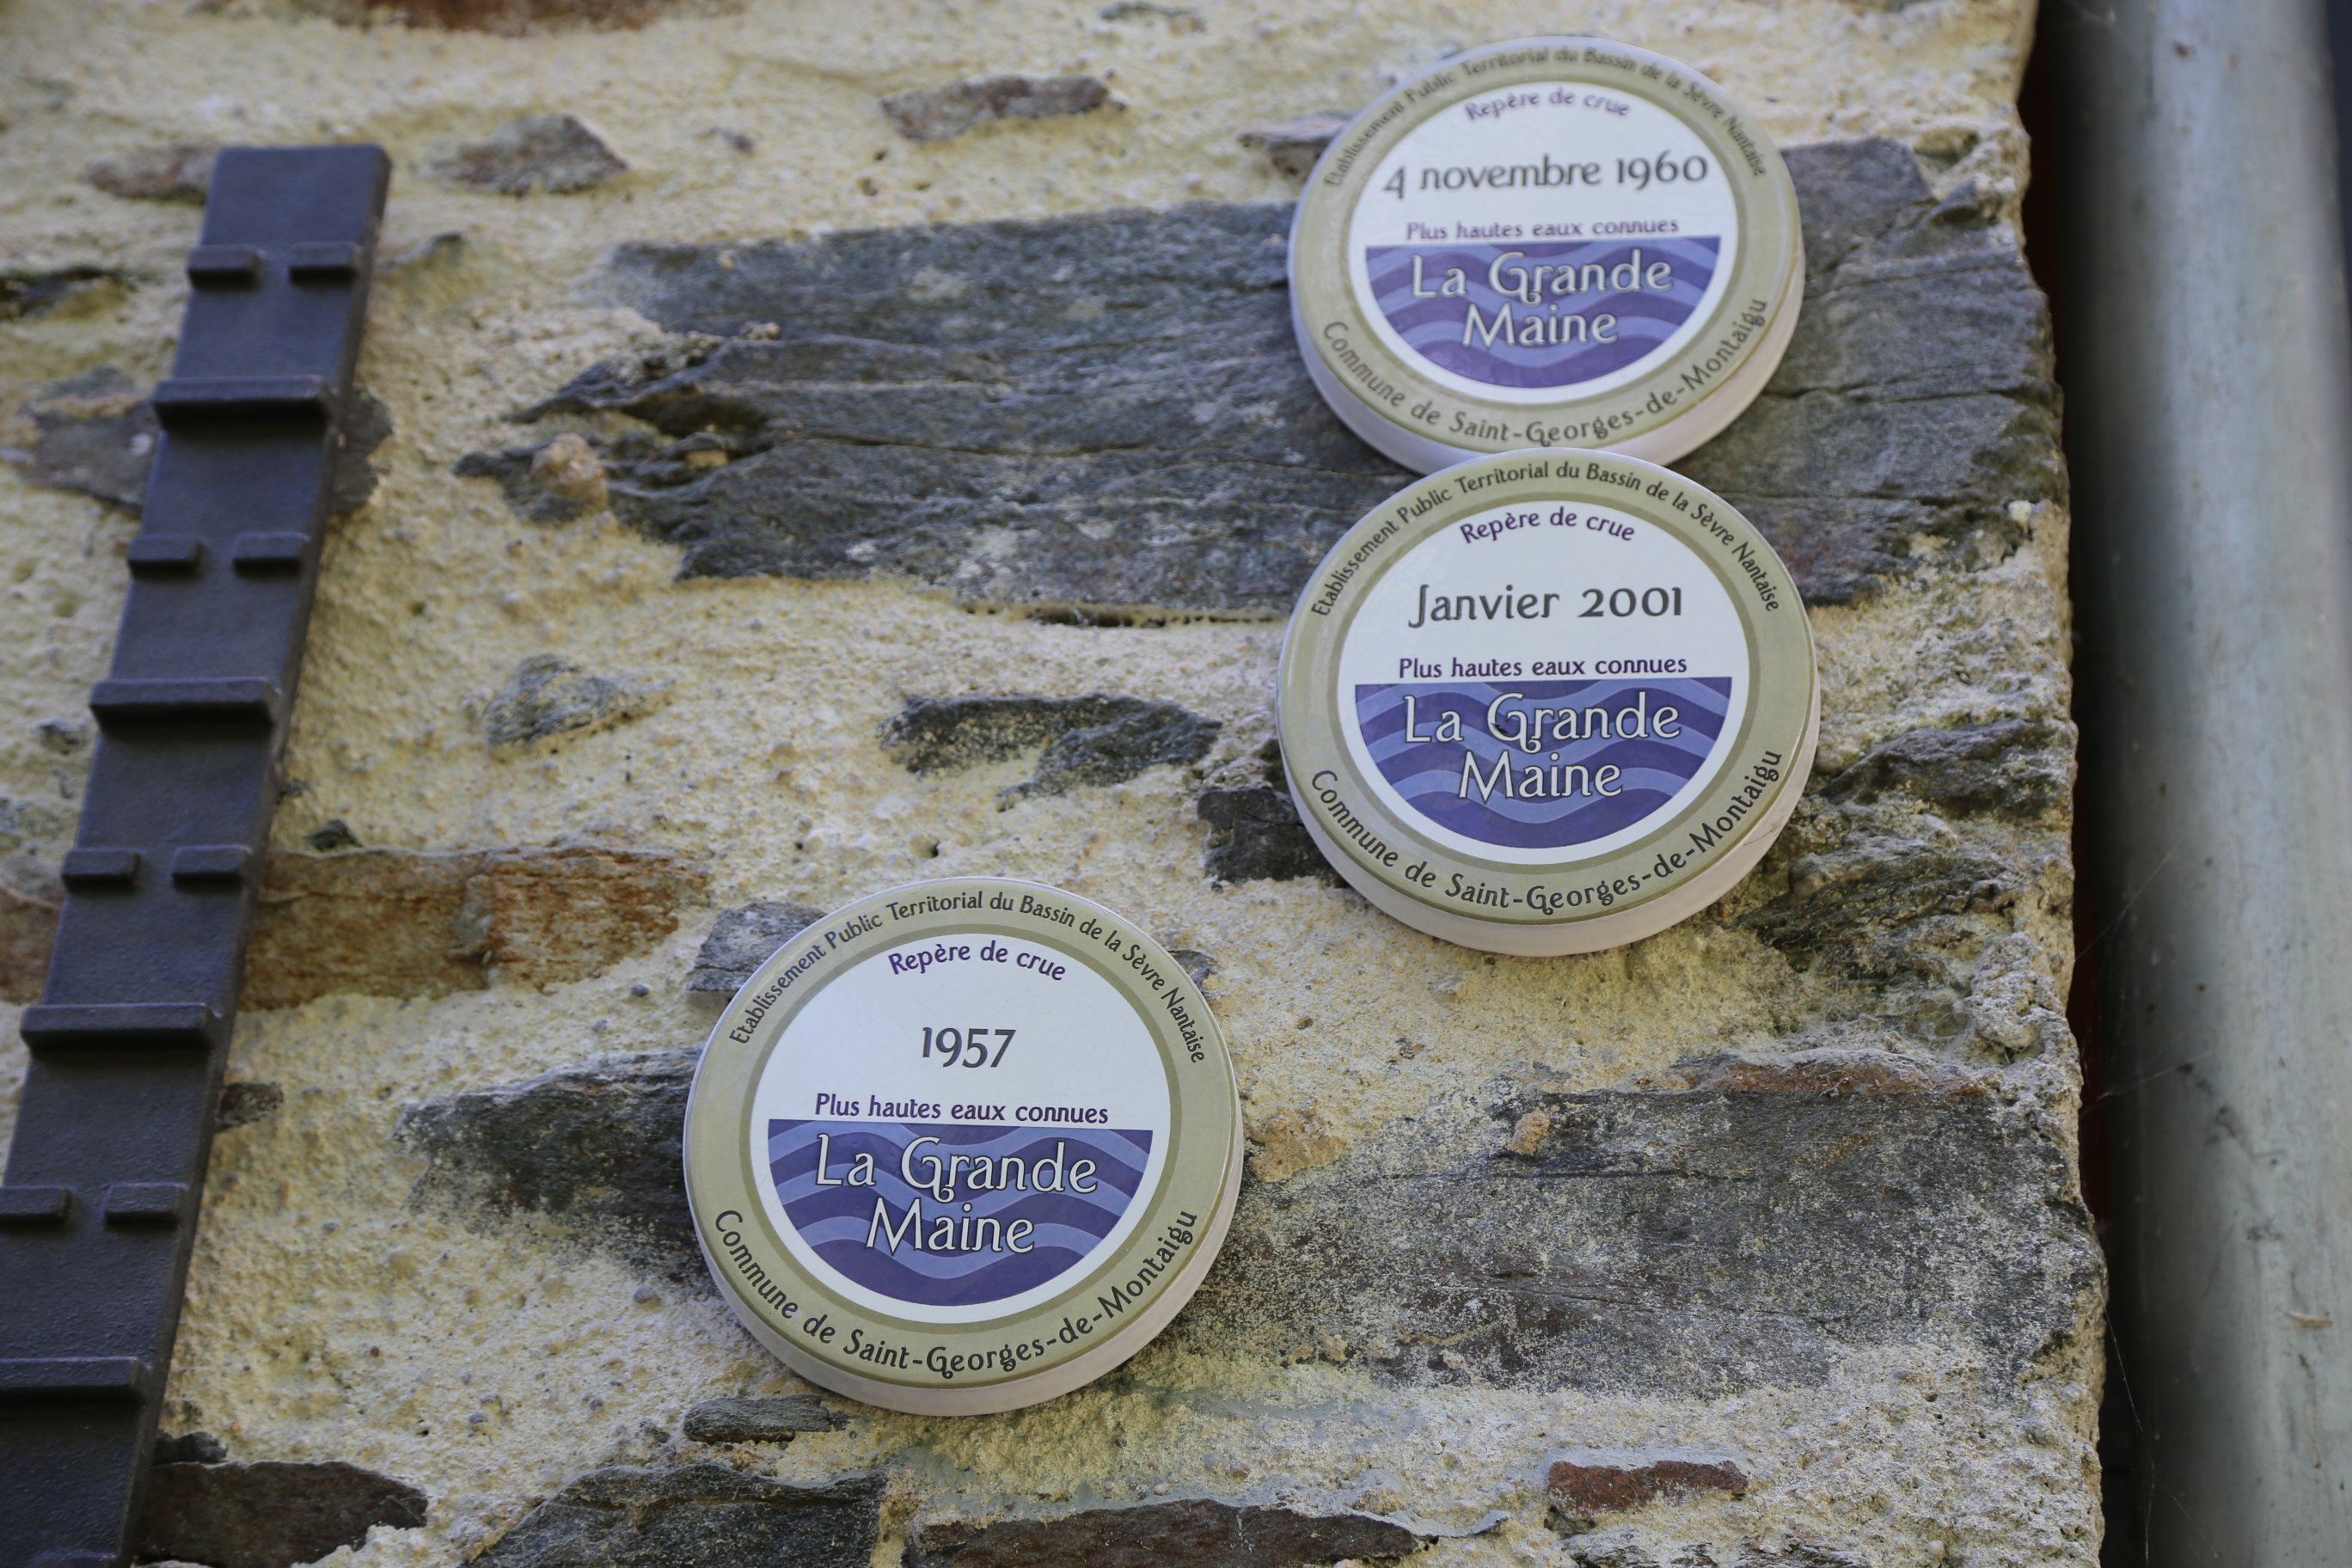 Etablissement Public Territorial du Bassin de la Sèvre Nantaise
Repère de crue
4 novembre 1960
Plus hautes eaux connues
La Grande
Maine
Commune de Saint-Georges-de-Montaigu
Etablissement Public Territorial du Bassin de la Sèvre Nantaise
Repère de crue
Janvier 2001
Plus hautes eaux connues
La Grande
Maine
Commune de Saint-Georges-de-Montaigu
Etablissement Public Territorial du Bassin de la Sèvre Nantaise
Repère de crue
1957
Plus hautes eaux connues
La Grande
Maine
Commune de Saint-Georges-de-Montaigu